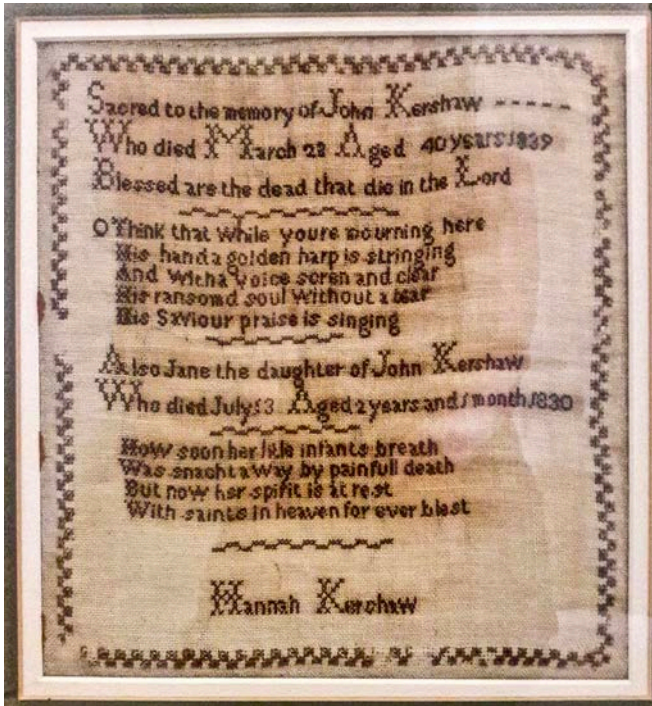 Sacred to the memory of John Kershaw -----
Who died March 28 Aged 40 years 1839
Blessed are the dead that die in the Lord
O Think that while youre mourning here
His hand a golden harp is stringing
And with a voice seren and clear
His ransomd soul without a tear
His Saviour praise is singing
Also Jane the daughter of John Kershaw
Who died July 13 Aged 2 years and 1 month 1830
How soon her litle infants breath
Was snacht away by painfull death
But now her spirit is at rest
With saints in heaven for ever blest
Hannah Kershaw